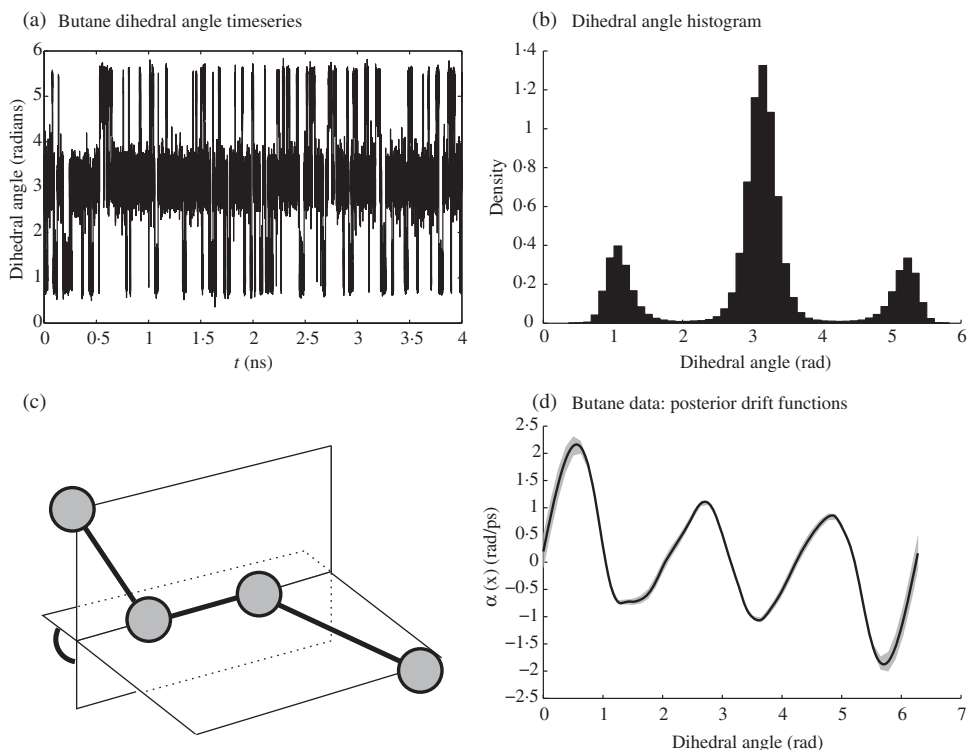 (a) Butane dihedral angle timeseries
Dihedral angle (radians)
6
5
4
3
2
1
0
0 0·5 1 1·5 2 2·5 3 3·5 4
t (ns)
(b) Dihedral angle histogram
Density
1·4
1·2
1
0·8
0·6
0·4
0·2
0
0 1 2 3 4 5 6
Dihedral angle (rad)
(c)
(d) Butane data: posterior drift functions
α (x) (rad/ps)
2·5
2
1·5
1
0·5
0
−0·5
−1
−1·5
−2
−2·5
0 1 2 3 4 5 6 7
Dihedral angle (rad)